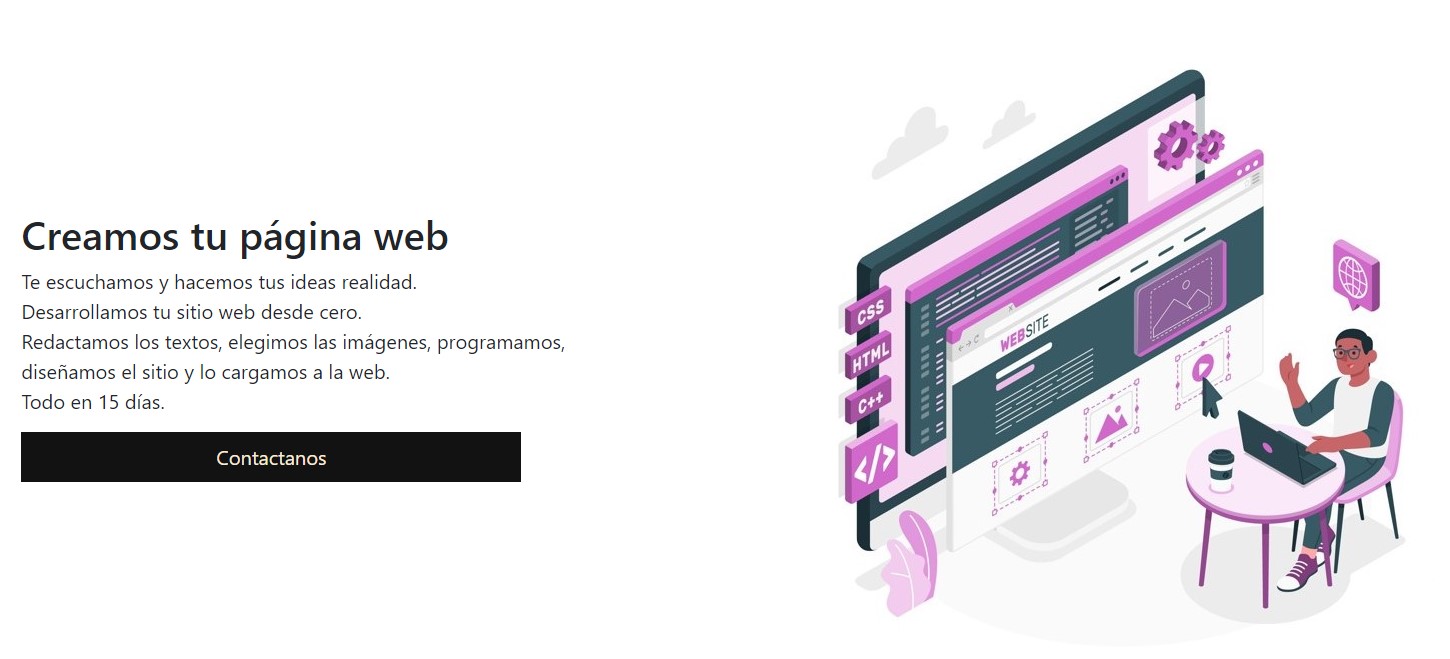 Creamos tu página web
Te escuchamos y hacemos tus ideas realidad.
Desarrollamos tu sitio web desde cero.
Redactamos los textos, elegimos las imágenes, programamos,
diseñamos el sitio y lo cargamos a la web.
Todo en 15 días.
Contactanos
CSS
HTML
C++
</>
WEBSITE